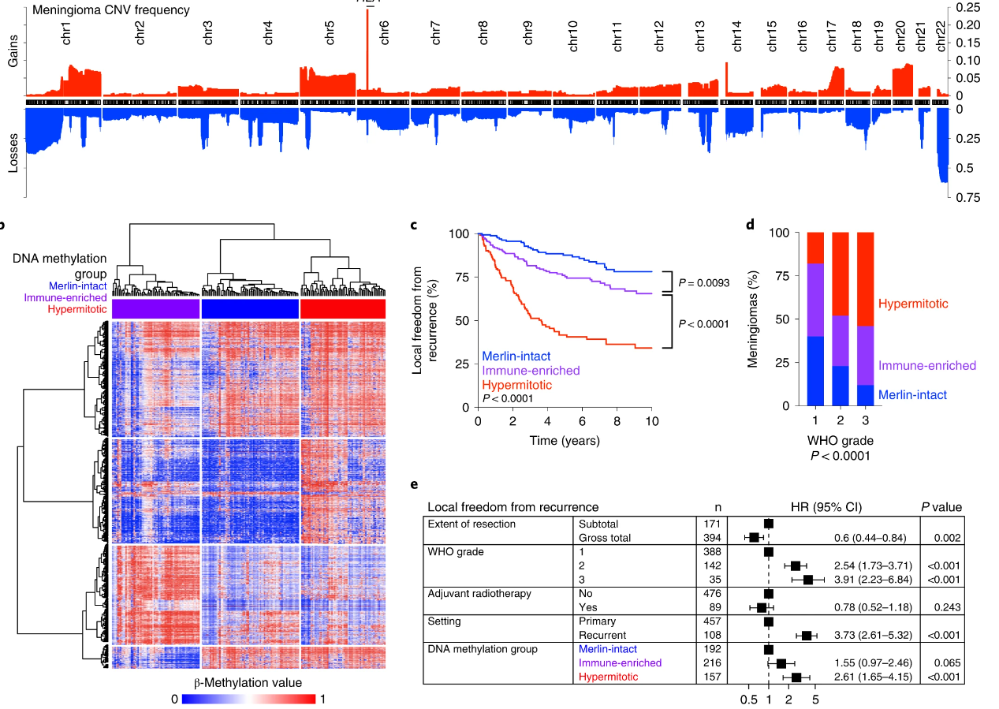 Meningioma CNV frequency
Gains
chr1
chr2
chr3
chr4
chr5
chr6
chr7
chr8
chr9
chr10
chr11
chr12
chr13
chr14
chr15
chr16
chr17
chr18
chr19
chr20
chr21
chr22
0.25
0.20
0.15
0.10
0.05
0
Losses
0
0.25
0.5
0.75
b
DNA methylation
group
Merlin-intact
Immune-enriched
Hypermitotic
β-Methylation value
0 1
c
Local freedom from
recurrence (%)
100
75
50
25
0
P = 0.0093
P < 0.0001
Merlin-intact
Immune-enriched
Hypermitotic
P < 0.0001
0 2 4 6 8 10
Time (years)
d
Meningiomas (%)
100
75
50
25
0
Hypermitotic
Immune-enriched
Merlin-intact
1 2 3
WHO grade
P < 0.0001
e
Local freedom from recurrence n HR (95% CI) P value
Extent of resection Subtotal 171
Gross total 394 0.6 (0.44–0.84) 0.002
WHO grade 1 388
2 142 2.54 (1.73–3.71) <0.001
3 35 3.91 (2.23–6.84) <0.001
Adjuvant radiotherapy No 476
Yes 89 0.78 (0.52–1.18) 0.243
Setting Primary 457
Recurrent 108 3.73 (2.61–5.32) <0.001
DNA methylation group Merlin-intact 192
Immune-enriched 216 1.55 (0.97–2.46) 0.065
Hypermitotic 157 2.61 (1.65–4.15) <0.001
0.5 1 2 5